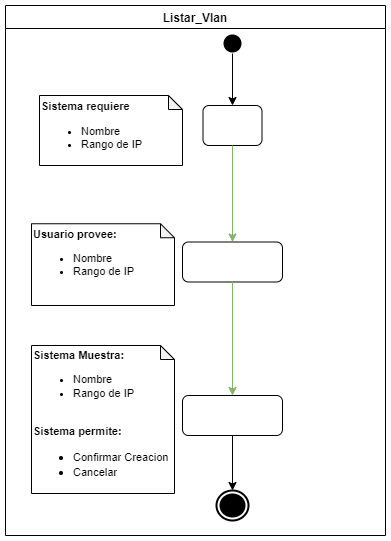 Listar_Vlan
Sistema requiere
Nombre
Rango de IP
Usuario provee:
Nombre
Rango de IP
Sistema Muestra:
Nombre
Rango de IP
Sistema permite:
Confirmar Creacion
Cancelar